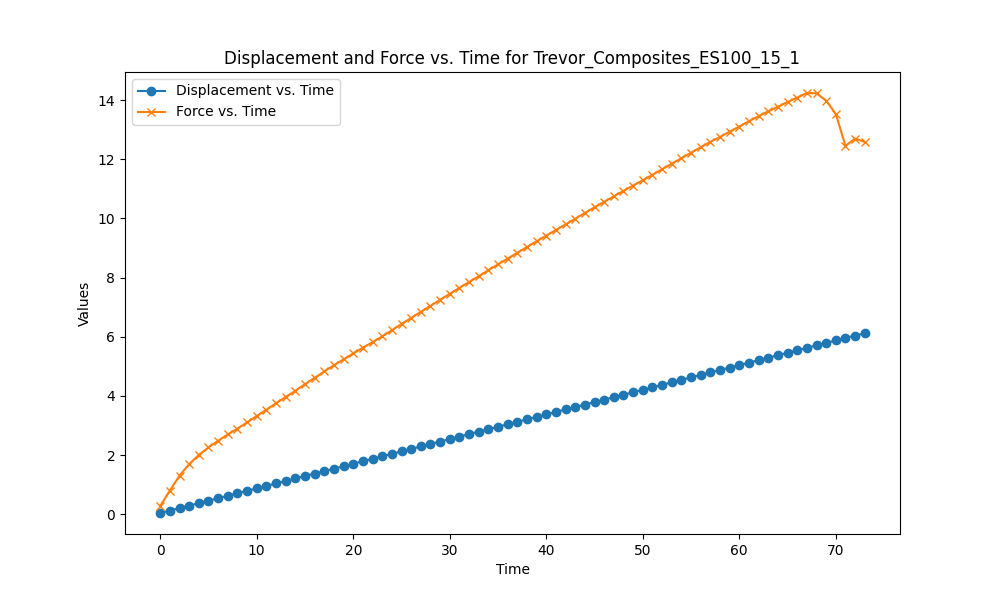 Displacement and Force vs. Time for Trevor_Composites_ES100_15_1
Displacement vs. Time
Force vs. Time
Values
14
12
10
8
6
4
2
0
0 10 20 30 40 50 60 70
Time